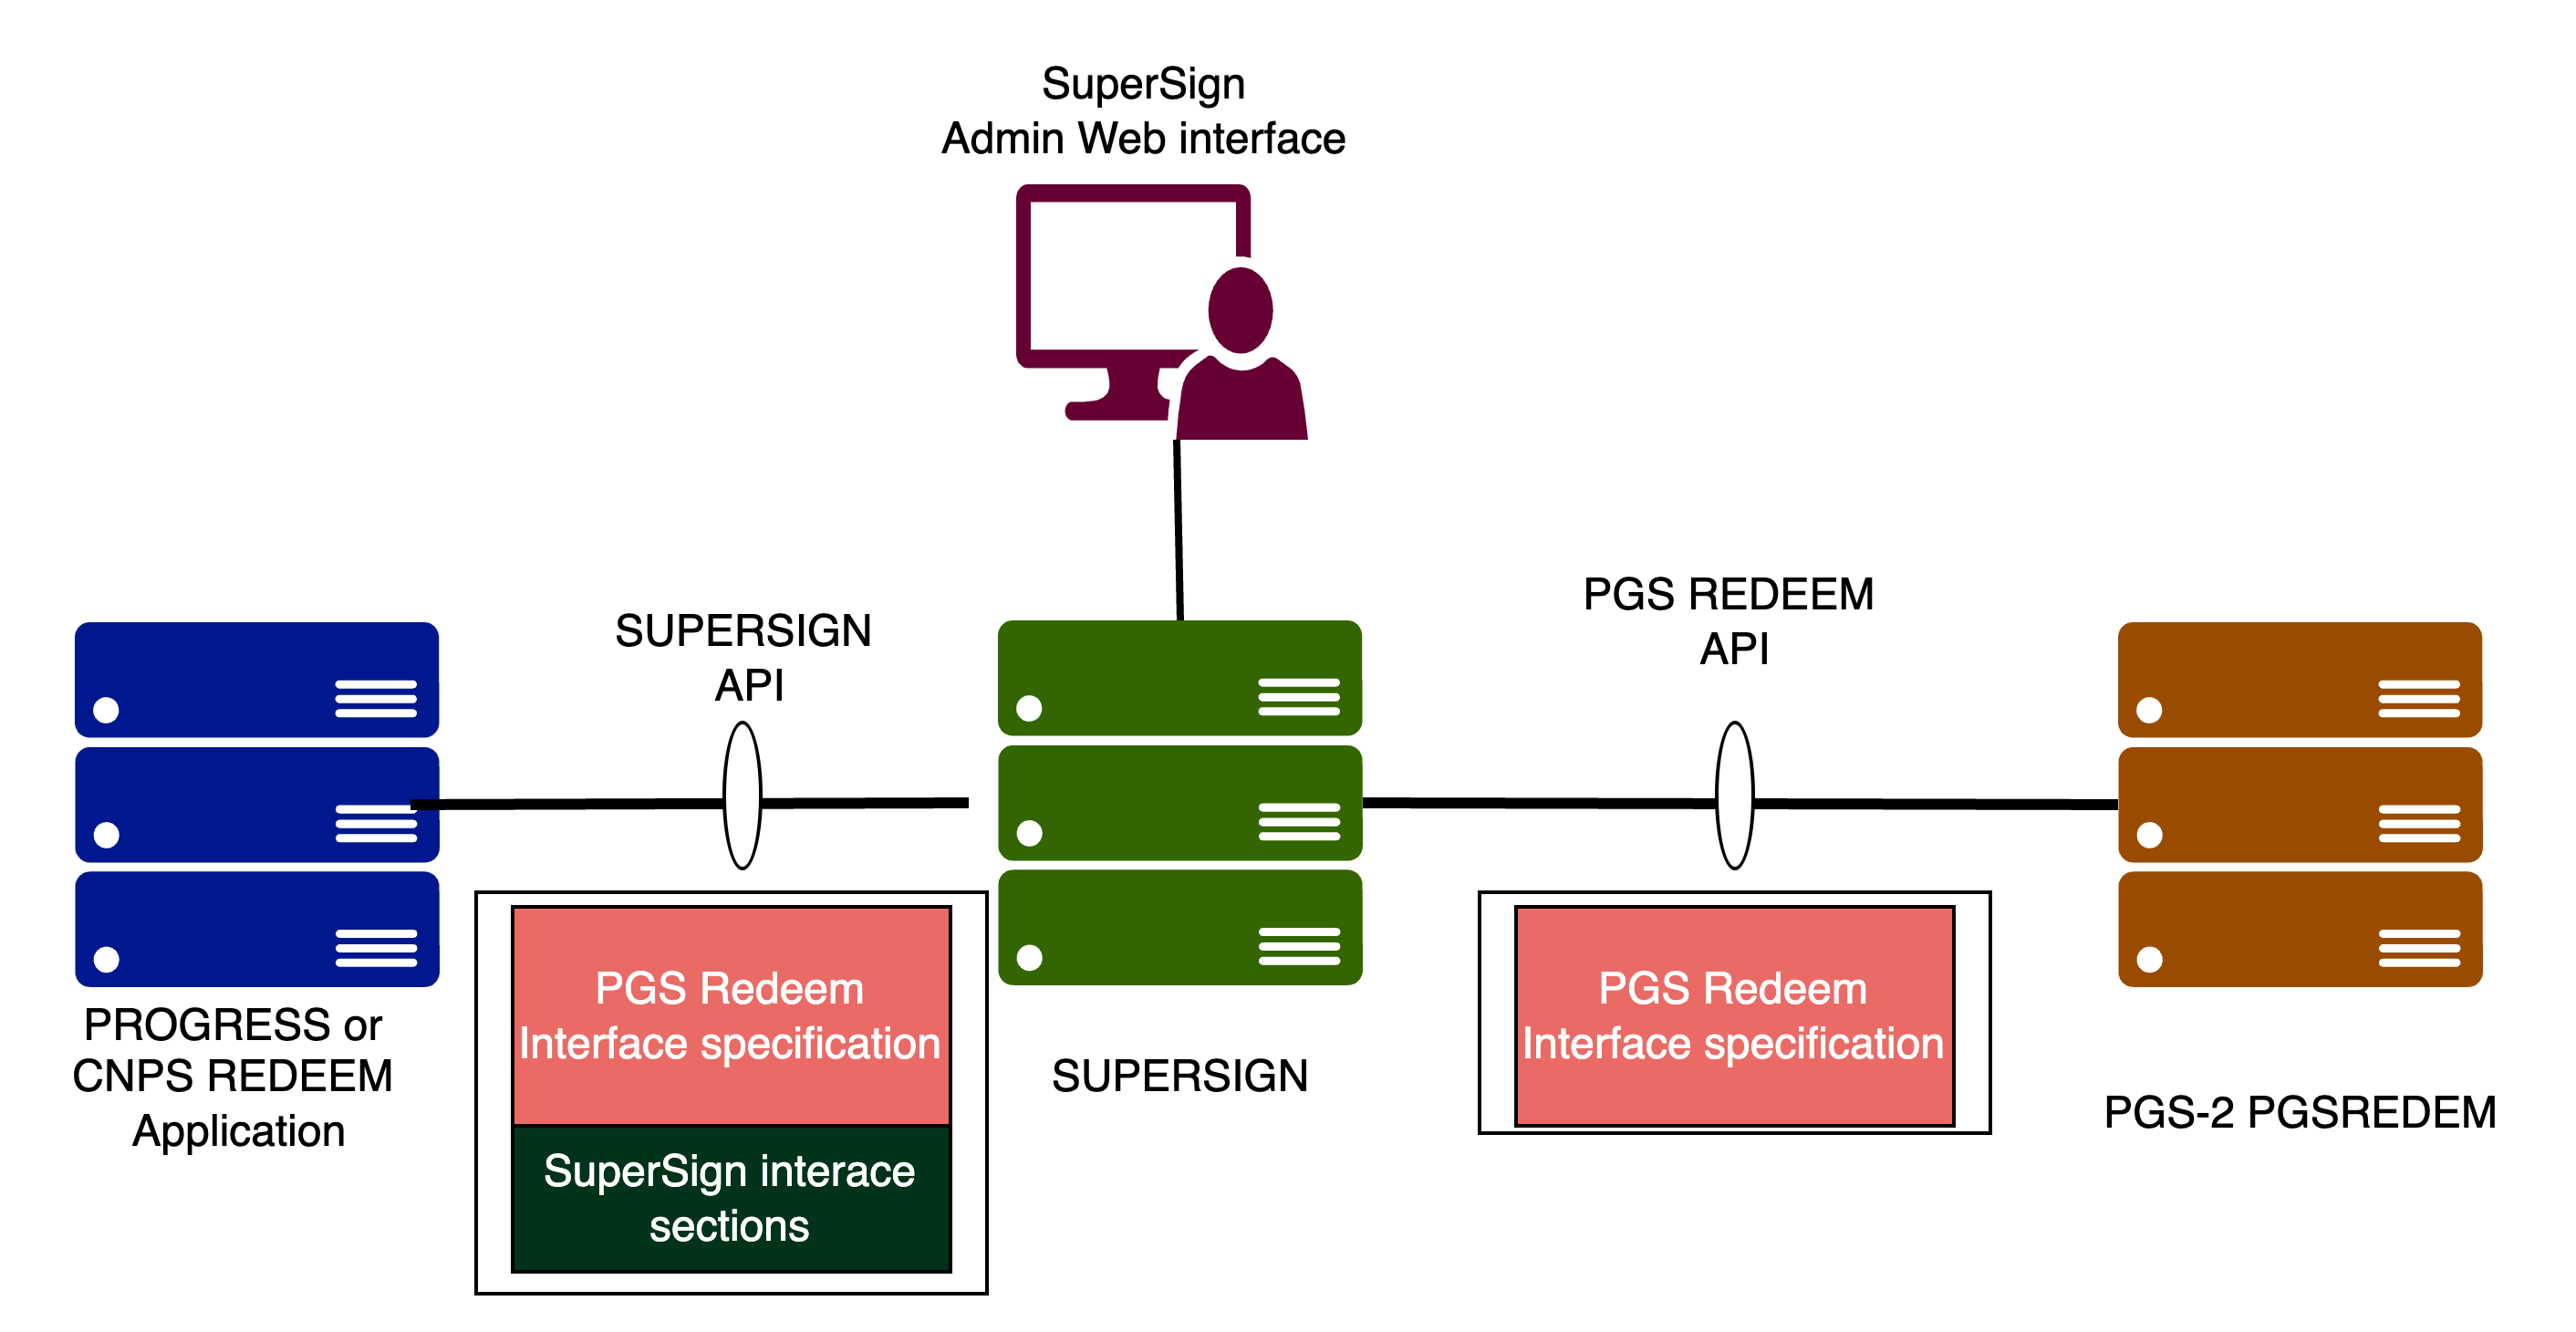 SuperSign
Admin Web interface
SUPERSIGN
API
PGS REDEEM
API
PROGRESS or
CNPS REDEEM
Application
PGS Redeem
Interface specification
SuperSign interace
sections
SUPERSIGN
PGS Redeem
Interface specification
PGS-2 PGSREDEM